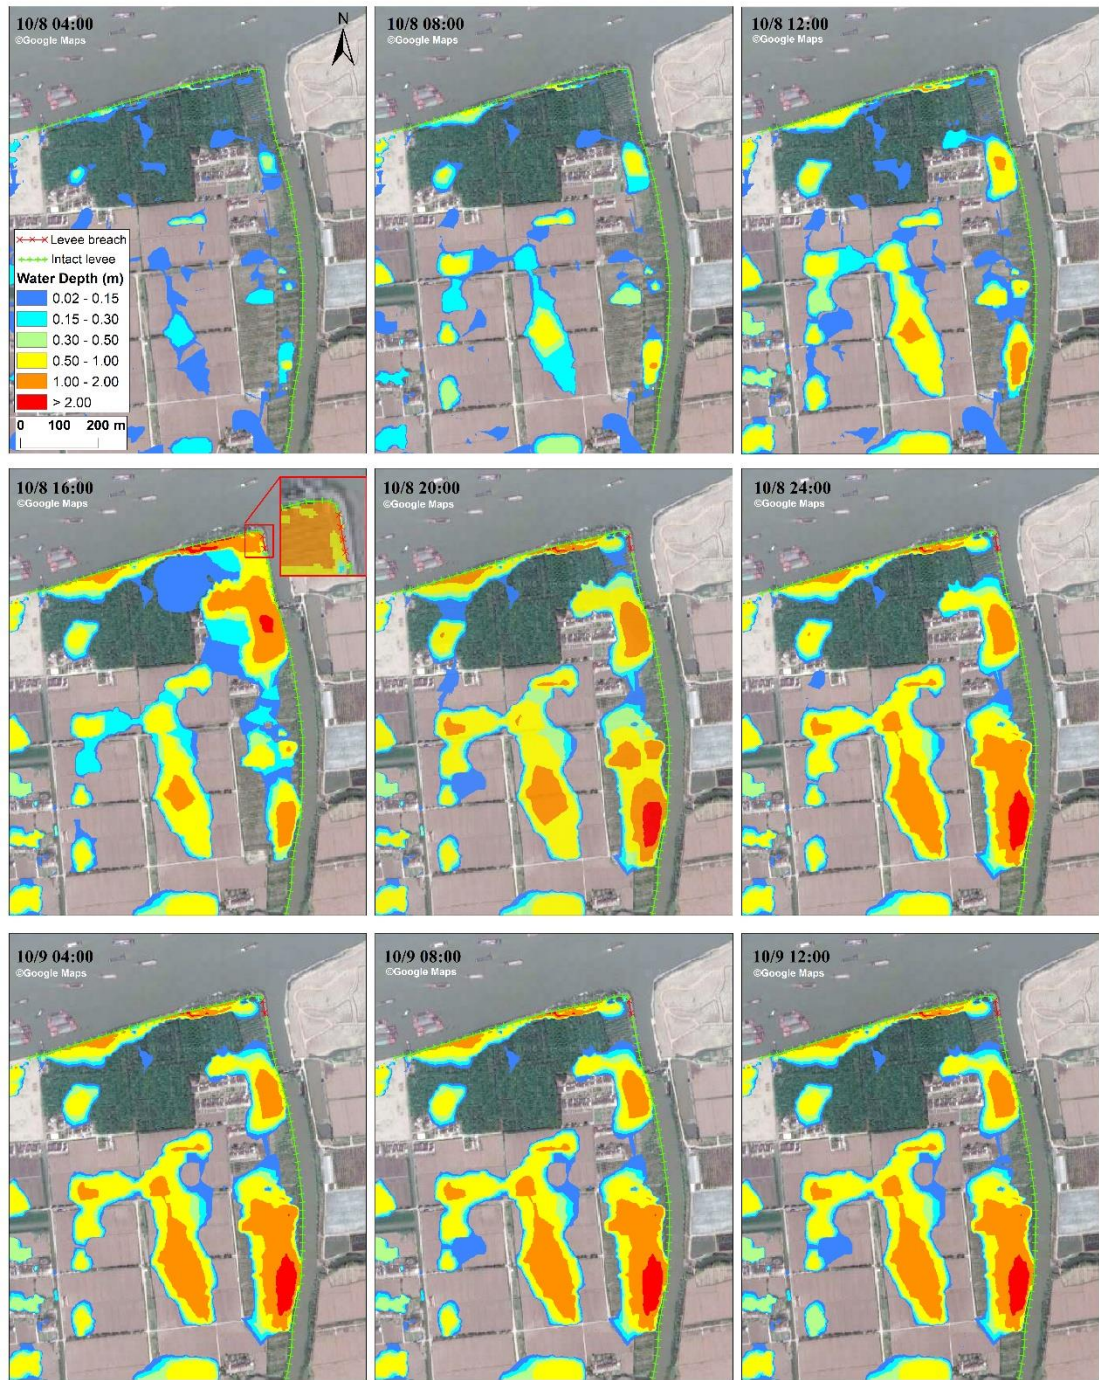 10/8 04:00
©Google Maps
N
10/8 08:00
©Google Maps
10/8 12:00
©Google Maps
Levee breach
Intact levee
Water Depth (m)
0.02 - 0.15
0.15 - 0.30
0.30 - 0.50
0.50 - 1.00
1.00 - 2.00
> 2.00
0 100 200 m
10/8 16:00
©Google Maps
10/8 20:00
©Google Maps
10/8 24:00
©Google Maps
10/9 04:00
©Google Maps
10/9 08:00
©Google Maps
10/9 12:00
©Google Maps